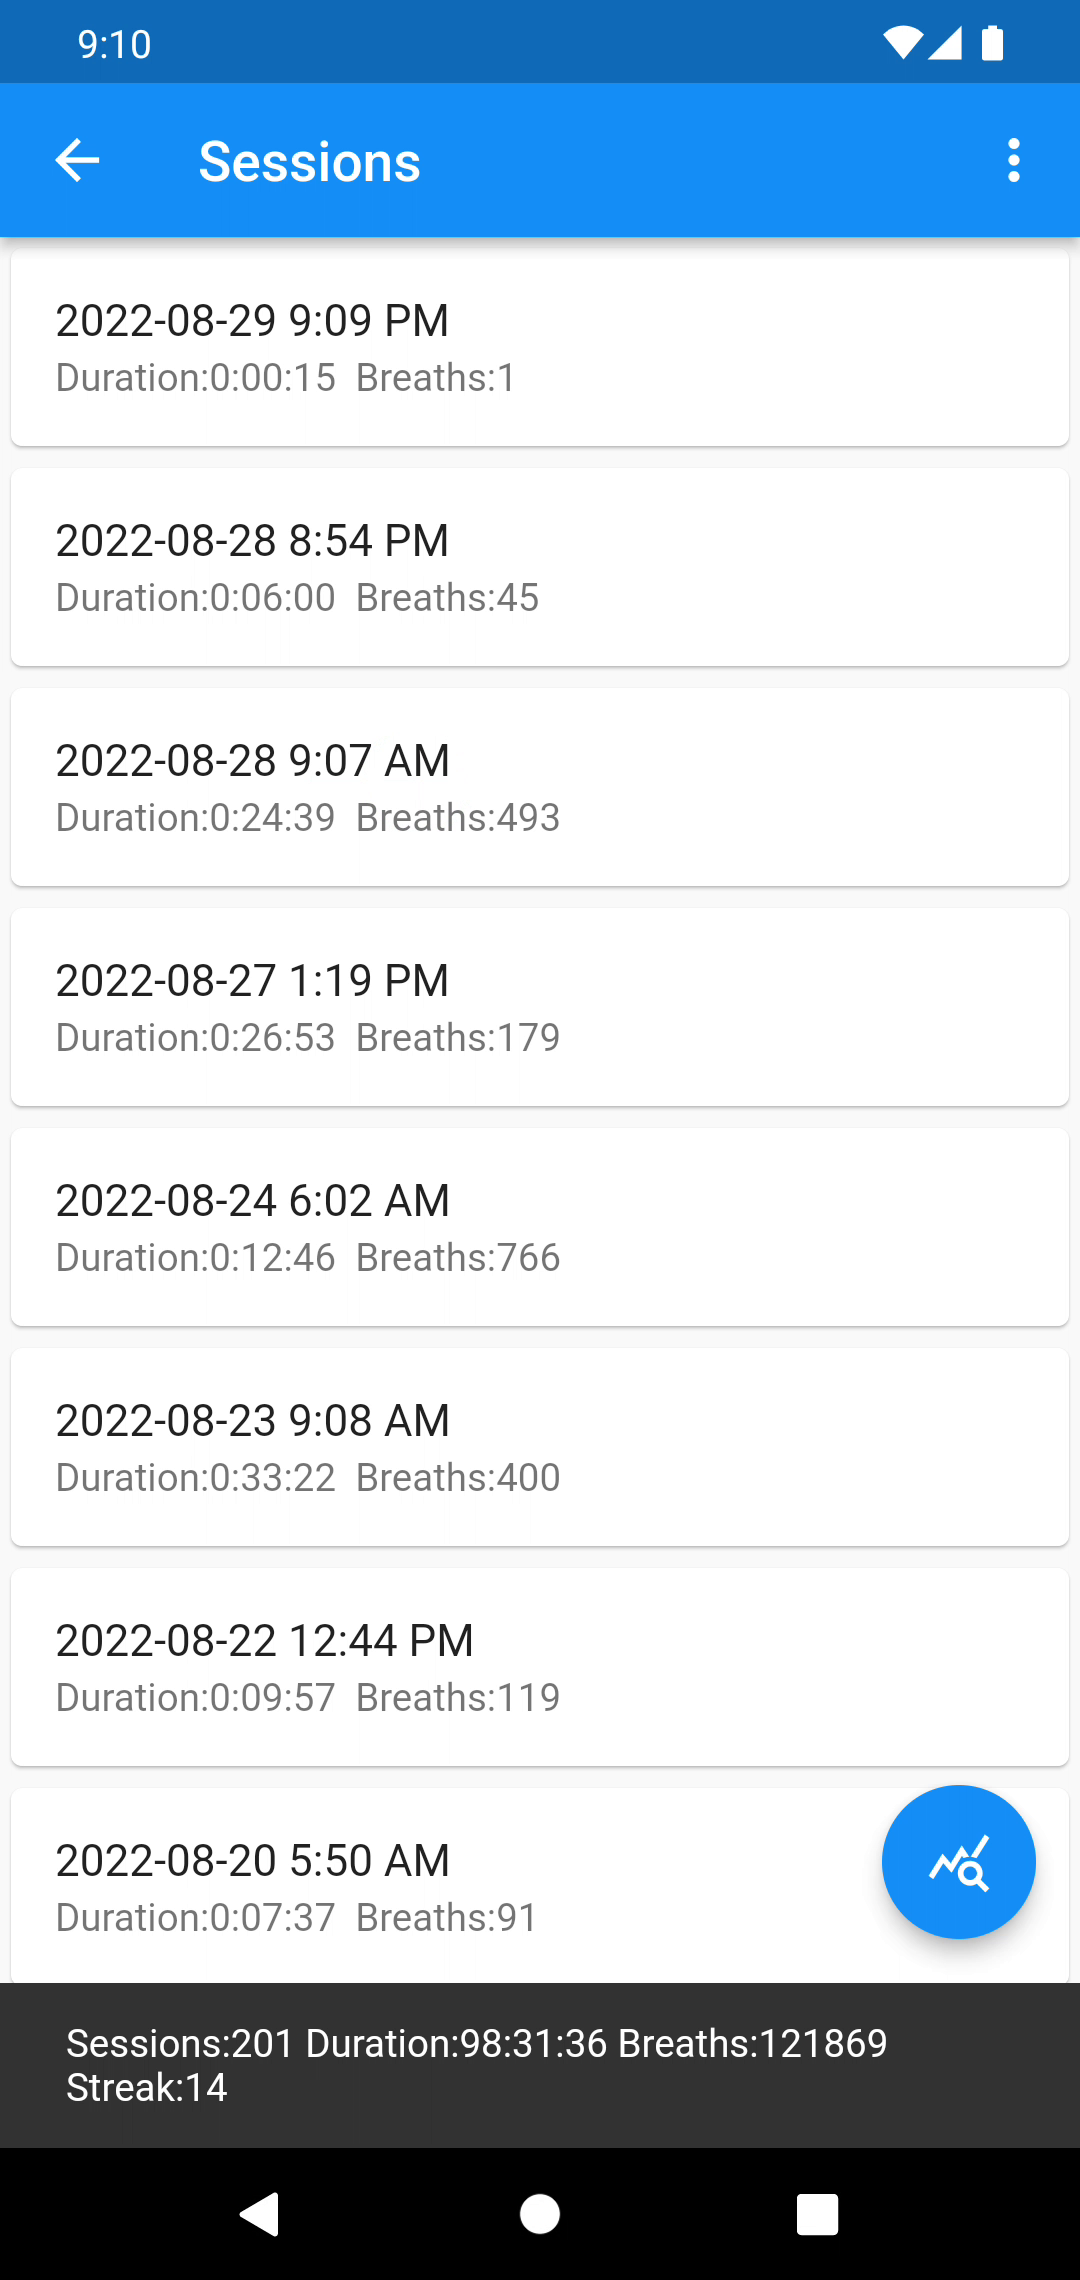 9:10
Sessions
2022-08-29 9:09 PM
Duration:0:00:15  Breaths:1
2022-08-28 8:54 PM
Duration:0:06:00  Breaths:45
2022-08-28 9:07 AM
Duration:0:24:39  Breaths:493
2022-08-27 1:19 PM
Duration:0:26:53  Breaths:179
2022-08-24 6:02 AM
Duration:0:12:46  Breaths:766
2022-08-23 9:08 AM
Duration:0:33:22  Breaths:400
2022-08-22 12:44 PM
Duration:0:09:57  Breaths:119
2022-08-20 5:50 AM
Duration:0:07:37  Breaths:91
Sessions:201 Duration:98:31:36 Breaths:121869
Streak:14